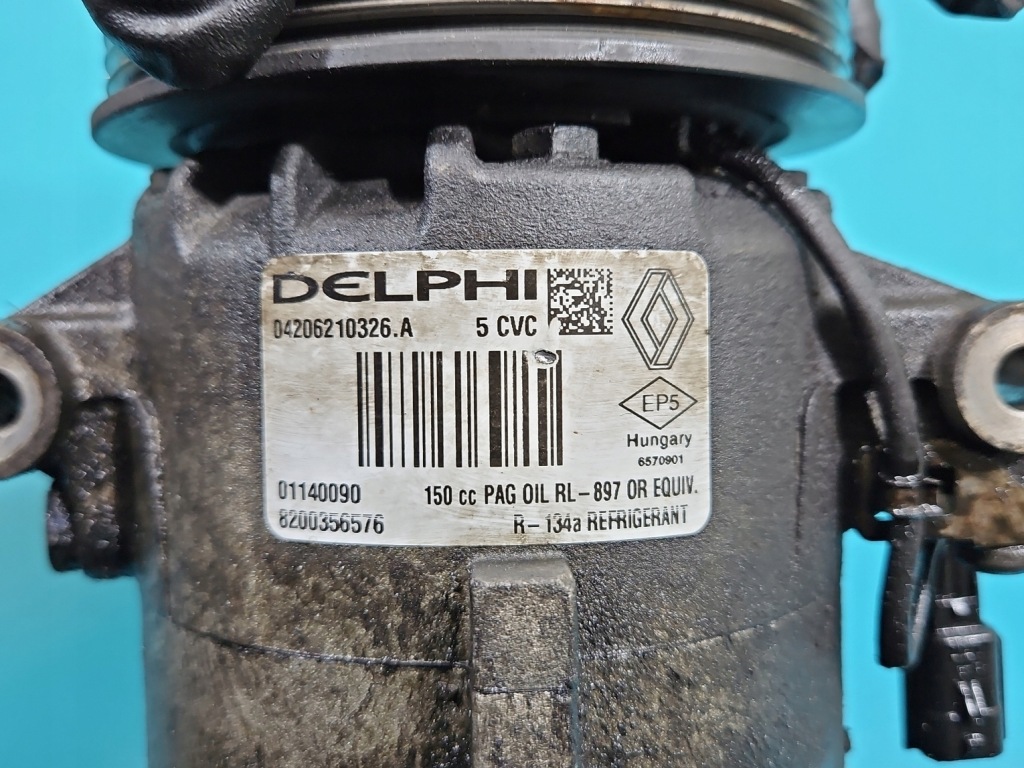 DELPHI
04206210326.A 5 CVC
EP5
Hungary
6570901
01140090 150 cc PAG OIL RL-897 OR EQUIV.
8200356576 R-134a REFRIGERANT